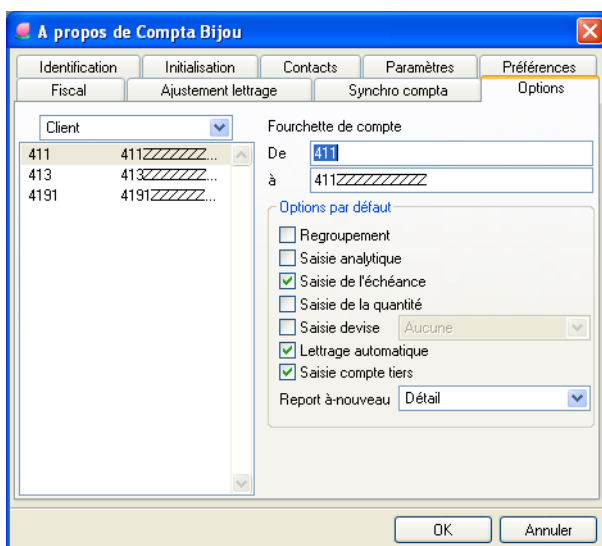 A propos de Compta Bijou
Identification Initialisation Contacts Paramètres Préférences
Fiscal Ajustement lettrage Synchro compta Options
Client
411 411ZZZZZZZ...
413 413ZZZZZZZ...
4191 4191ZZZZZZ...
Fourchette de compte
De 411
à 411ZZZZZZZZZZ
Options par défaut
Regroupement
Saisie analytique
Saisie de l'échéance
Saisie de la quantité
Saisie devise Aucune
Lettrage automatique
Saisie compte tiers
Report à-nouveau Détail
OK Annuler